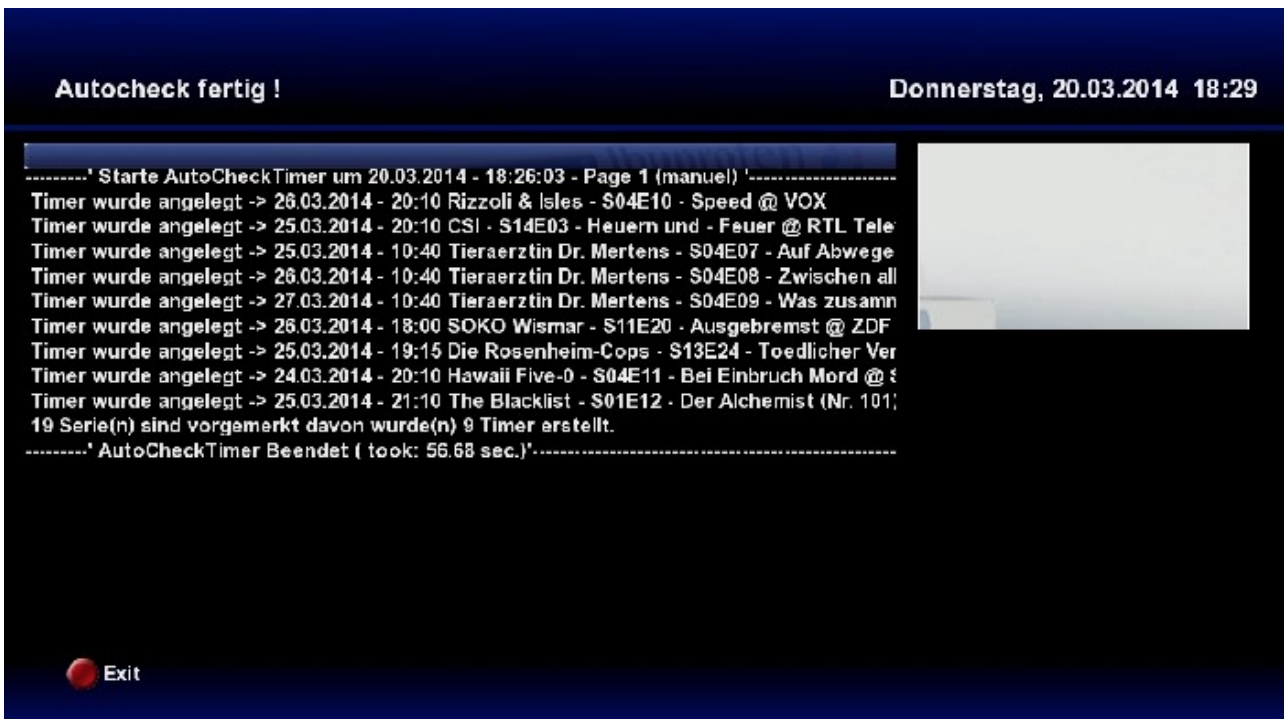 Autocheck fertig !
Donnerstag, 20.03.2014 18:29
---------' Starte AutoCheckTimer um 20.03.2014 - 18:26:03 - Page 1 (manuel) '---------------------
Timer wurde angelegt -> 26.03.2014 - 20:10 Rizzoli & Isles - S04E10 - Speed @ VOX
Timer wurde angelegt -> 25.03.2014 - 20:10 CSI - S14E03 - Heuern und - Feuer @ RTL Tele
Timer wurde angelegt -> 25.03.2014 - 10:40 Tieraerztin Dr. Mertens - S04E07 - Auf Abwege
Timer wurde angelegt -> 26.03.2014 - 10:40 Tieraerztin Dr. Mertens - S04E08 - Zwischen all
Timer wurde angelegt -> 27.03.2014 - 10:40 Tieraerztin Dr. Mertens - S04E09 - Was zusamm
Timer wurde angelegt -> 26.03.2014 - 18:00 SOKO Wismar - S11E20 - Ausgebremst @ ZDF
Timer wurde angelegt -> 25.03.2014 - 19:15 Die Rosenheim-Cops - S13E24 - Toedlicher Ver
Timer wurde angelegt -> 24.03.2014 - 20:10 Hawaii Five-0 - S04E11 - Bei Einbruch Mord @
Timer wurde angelegt -> 25.03.2014 - 21:10 The Blacklist - S01E12 - Der Alchemist (Nr. 101)
19 Serie(n) sind vorgemerkt davon wurde(n) 9 Timer erstellt.
---------' AutoCheckTimer Beendet ( took: 56.68 sec.)'----------------------------------------------------
Exit